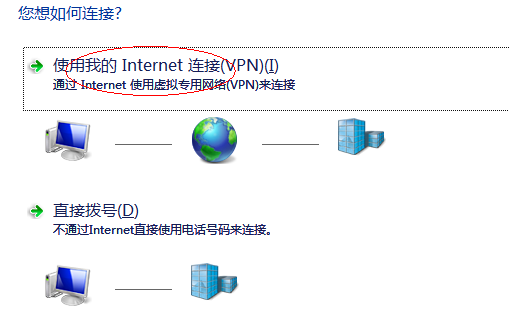 您想如何连接?
使用我的 Internet 连接(VPN)(I)
通过 Internet 使用虚拟专用网络(VPN)来连接
直接拨号(D)
不通过Internet直接使用电话号码来连接。